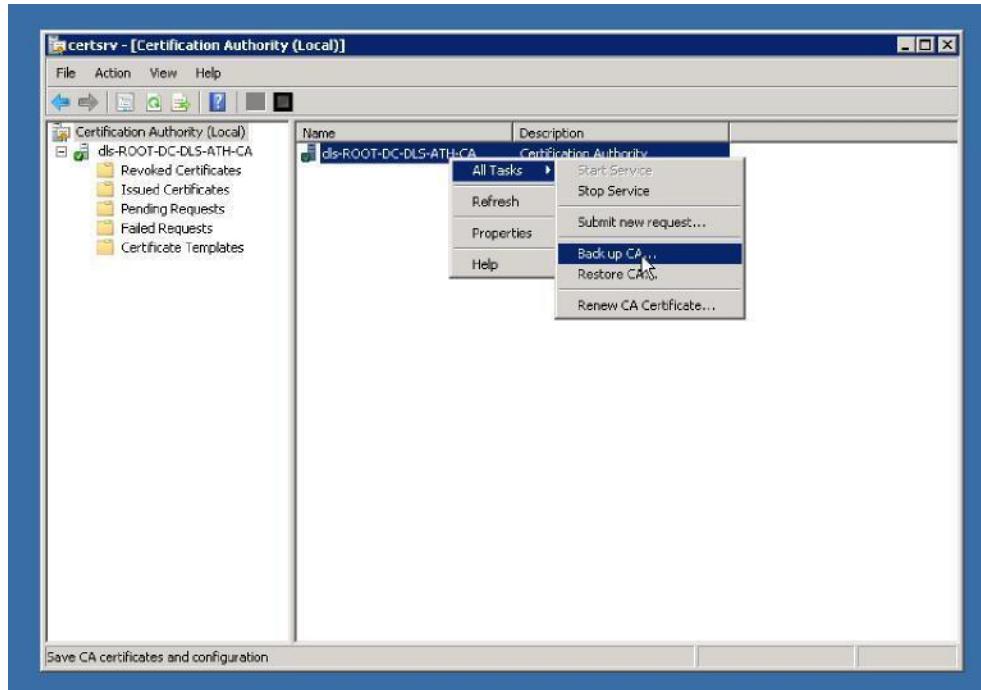 certsrv - [Certification Authority (Local)]
File Action View Help
Certification Authority (Local)
dls-ROOT-DC-DLS-ATH-CA
Revoked Certificates
Issued Certificates
Pending Requests
Failed Requests
Certificate Templates
Name Description
dls-ROOT-DC-DLS-ATH-CA Certification Authority
All Tasks
Refresh
Properties
Help
Start Service
Stop Service
Submit new request...
Back up CA...
Restore CA...
Renew CA Certificate...
Save CA certificates and configuration